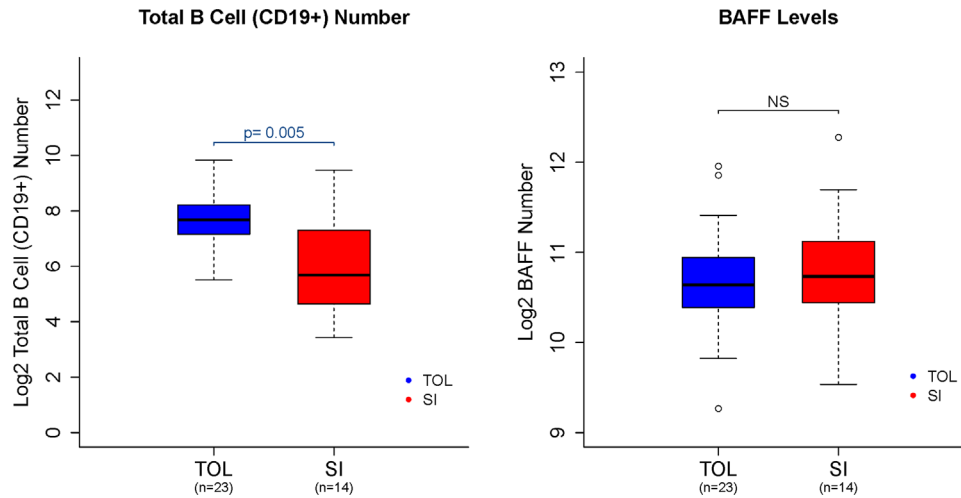 Total B Cell (CD19+) Number
Log2 Total B Cell (CD19+) Number
12
10
8
6
4
2
0
p= 0.005
TOL
SI
TOL
(n=23)
SI
(n=14)
BAFF Levels
Log2 BAFF Number
13
12
11
10
9
NS
TOL
SI
TOL
(n=23)
SI
(n=14)